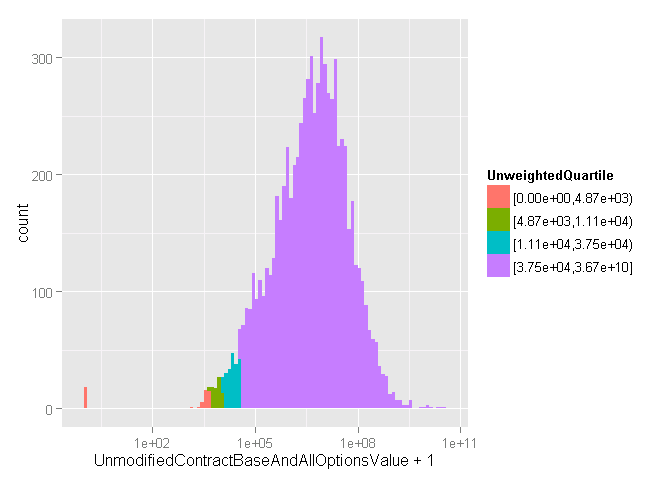 300
200
100
0
count
1e+02
1e+05
1e+08
1e+11
UnmodifiedContractBaseAndAllOptionsValue + 1
UnweightedQuartile
[0.00e+00,4.87e+03)
[4.87e+03,1.11e+04)
[1.11e+04,3.75e+04)
[3.75e+04,3.67e+10]